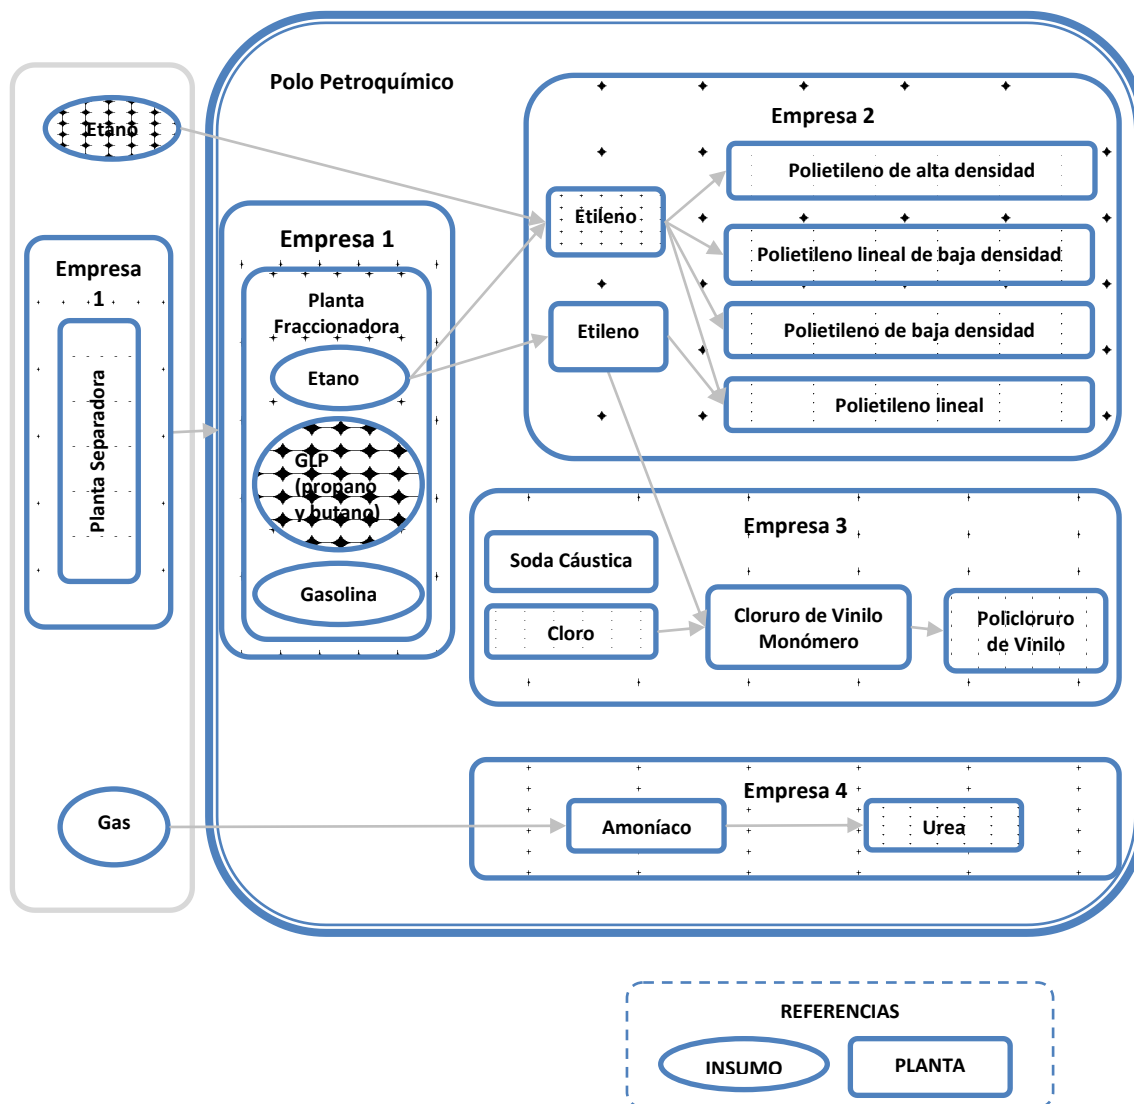 Polo Petroquímico
Etano
Empresa
1
Planta Separadora
Gas
Empresa 1
Planta
Fraccionadora
Etano
GLP
(propano
y butano)
Gasolina
Empresa 2
Etileno
Etileno
Polietileno de alta densidad
Polietileno lineal de baja densidad
Polietileno de baja densidad
Polietileno lineal
Empresa 3
Soda Cáustica
Cloro
Cloruro de Vinilo
Monómero
Policloruro
de Vinilo
Empresa 4
Amoníaco
Urea
REFERENCIAS
INSUMO
PLANTA